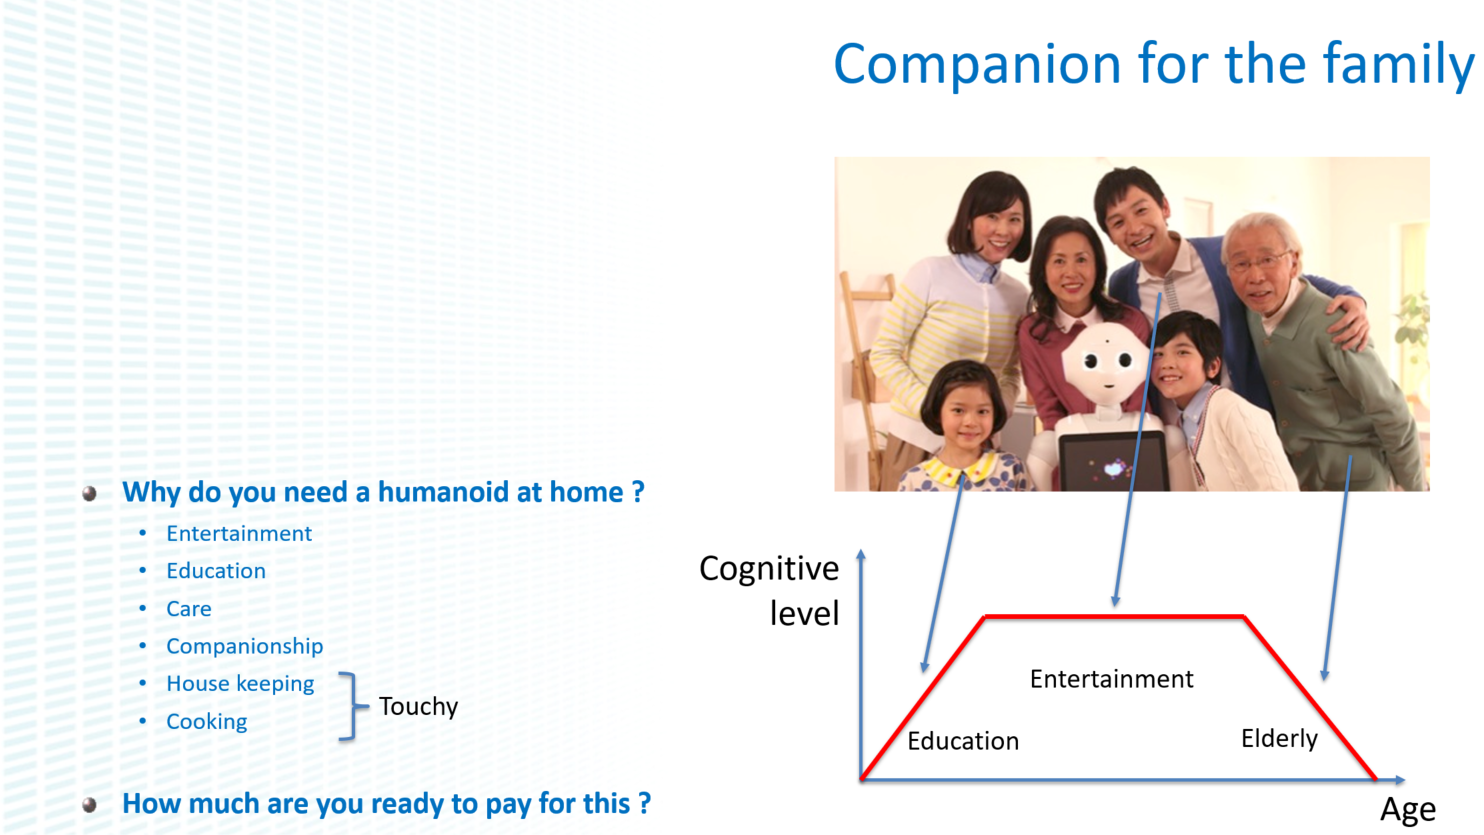 Companion for the family
Why do you need a humanoid at home ?
Entertainment
Education
Care
Companionship
House keeping
Cooking
Touchy
How much are you ready to pay for this ?
Cognitive
level
Entertainment
Education
Elderly
Age